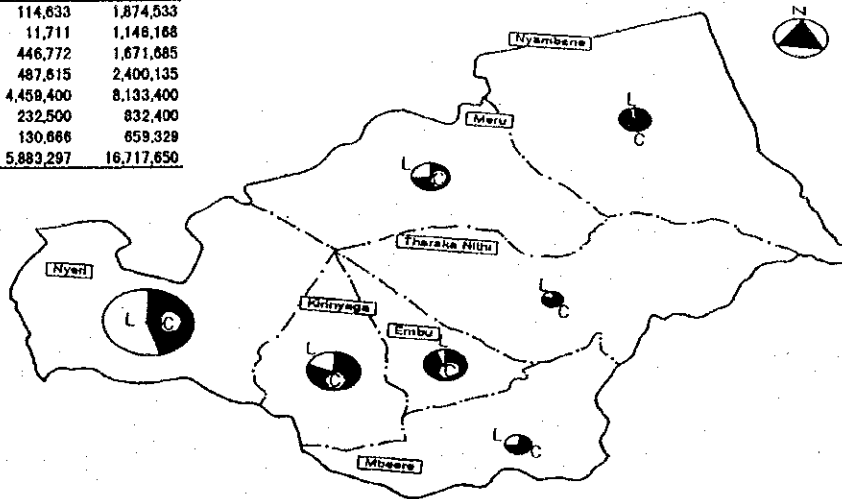 114,633 1,874,533
11,711 1,146,168
446,772 1,671,685
487,615 2,400,135
4,459,400 8,133,400
232,500 832,400
130,666 659,329
5,883,297 16,717,650
N
Nyambene
L
C
Meru
L C
Tharaka Nithi
Nyeri
L
C
L C
Kirinyaga
Embu
L
L
C
C
L C
Mbeere